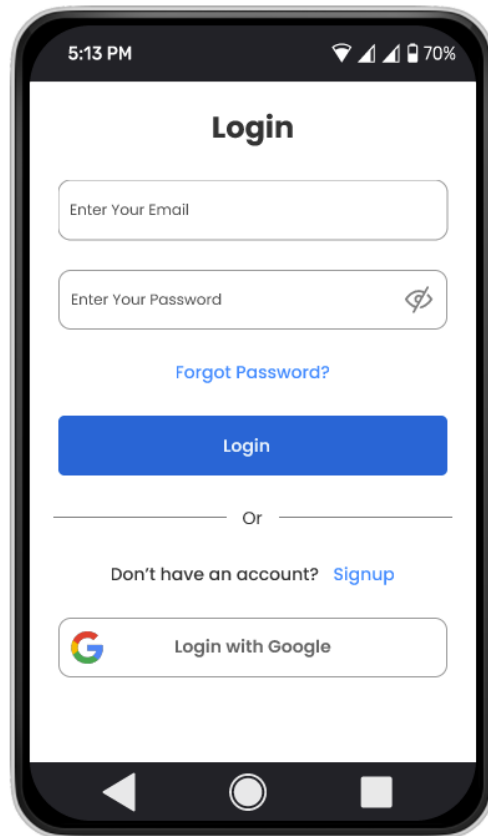 5:13 PM 70%
Login
Enter Your Email
Enter Your Password
Forgot Password?
Login
Or
Don't have an account? Signup
Login with Google